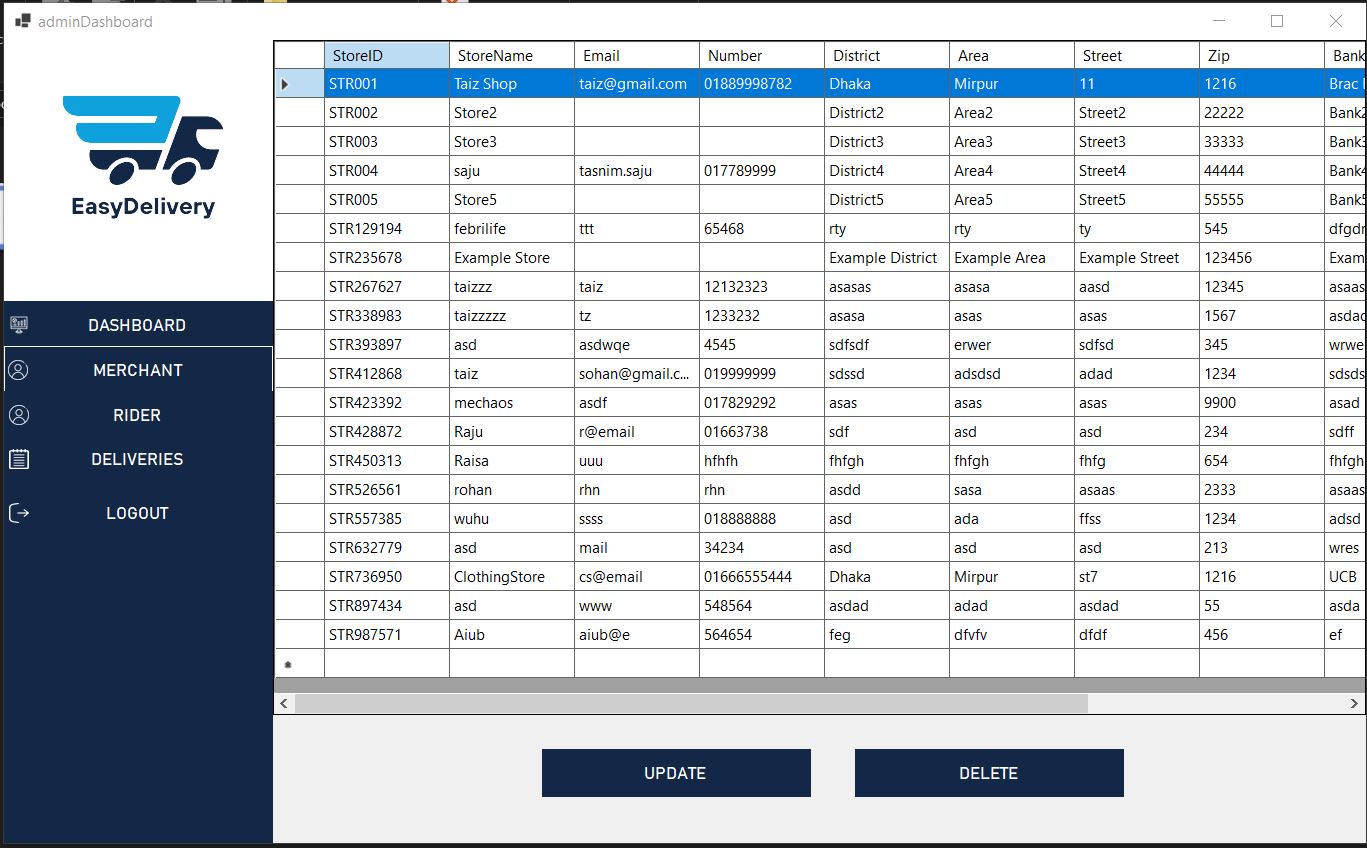 adminDashboard
EasyDelivery
DASHBOARD
MERCHANT
RIDER
DELIVERIES
LOGOUT
StoreID StoreName Email Number District Area Street Zip Bank
STR001 Taiz Shop taiz@gmail.com 01889998782 Dhaka Mirpur 11 1216 Brac
STR002 Store2 District2 Area2 Street2 22222 Bank2
STR003 Store3 District3 Area3 Street3 33333 Bank3
STR004 saju tasnim.saju 017789999 District4 Area4 Street4 44444 Bank4
STR005 Store5 District5 Area5 Street5 55555 Bank5
STR129194 febrilife ttt 65468 rty rty ty 545 dfgdr
STR235678 Example Store Example District Example Area Example Street 123456 Exam
STR267627 taizzz taiz 12132323 asasas asasa aasd 12345 asaas
STR338983 taizzzzz tz 1233232 asasa asas asas 1567 asdad
STR393897 asd asdwqe 4545 sdfsdf erwer sdfsd 345 wrwe
STR412868 taiz sohan@gmail.c... 019999999 sdssd adsdsd adad 1234 sdsds
STR423392 mechaos asdf 017829292 asas asas asas 9900 asad
STR428872 Raju r@email 01663738 sdf asd asd 234 sdff
STR450313 Raisa uuu hfhfh fhfgh fhfgh fhfg 654 fhfgh
STR526561 rohan rhn rhn asdd sasa asaas 2333 asaas
STR557385 wuhu ssss 018888888 asd ada ffss 1234 adsd
STR632779 asd mail 34234 asd asd asd 213 wres
STR736950 ClothingStore cs@email 01666555444 Dhaka Mirpur st7 1216 UCB
STR897434 asd www 548564 asdad adad asdad 55 asda
STR987571 Aiub aiub@e 564654 feg dfvfv dfdf 456 ef
UPDATE
DELETE